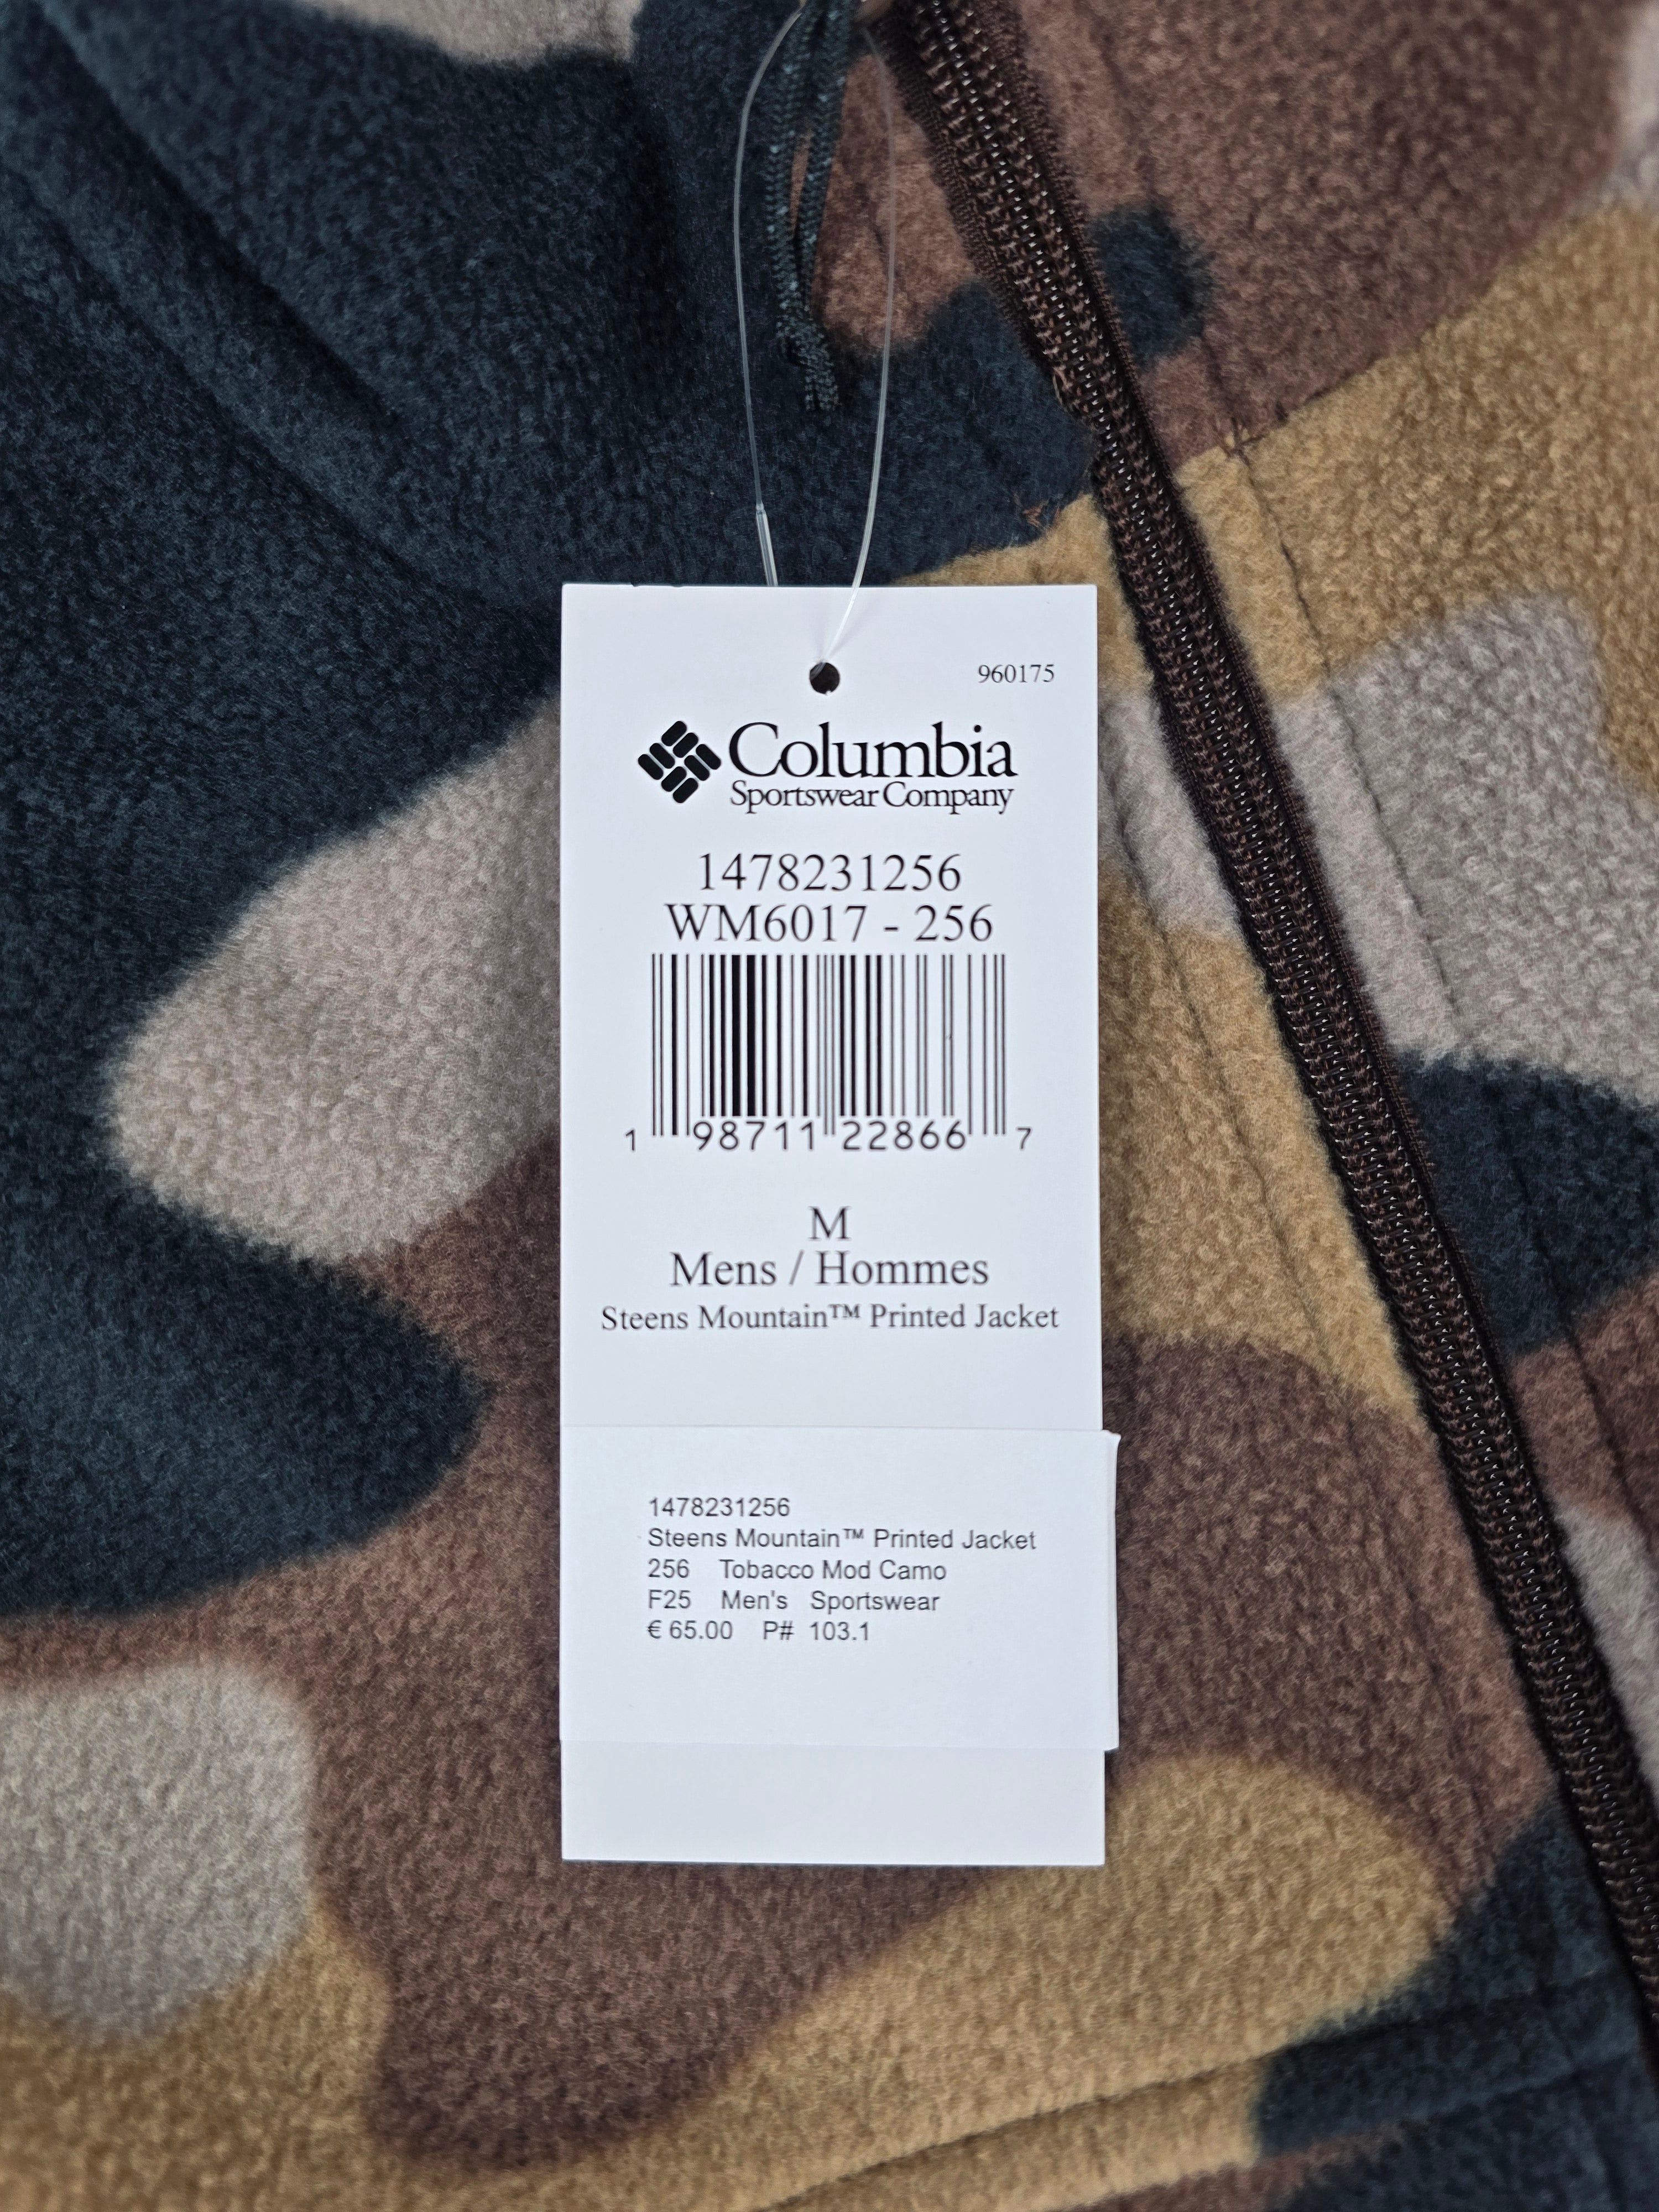 960175
Columbia
Sportswear Company
1478231256
WM6017 - 256
1 98711 22866 7
M
Mens / Hommes
Steens Mountain™ Printed Jacket
1478231256
Steens Mountain™ Printed Jacket
256 Tobacco Mod Camo
F25 Men's Sportswear
€ 65.00 P# 103.1